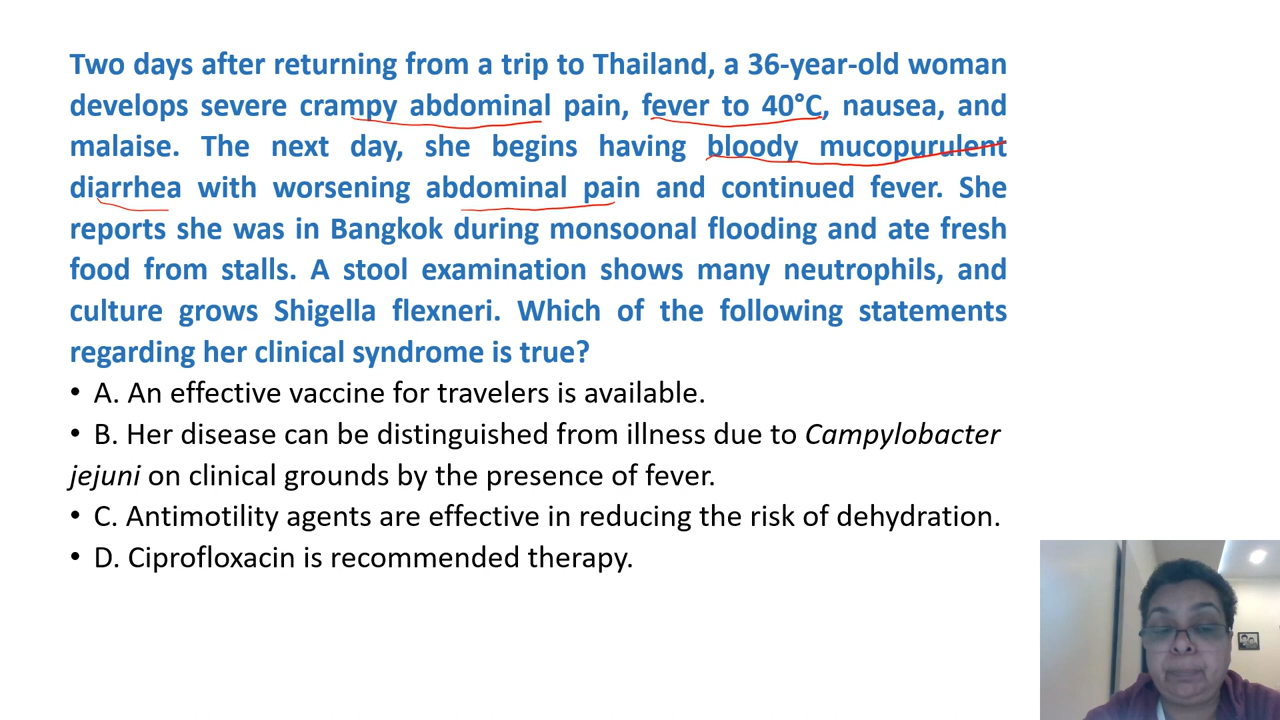 Two days after returning from a trip to Thailand, a 36-year-old woman
develops severe crampy abdominal pain, fever to 40°C, nausea, and
malaise. The next day, she begins having bloody mucopurulent
diarrhea with worsening abdominal pain and continued fever. She
reports she was in Bangkok during monsoonal flooding and ate fresh
food from stalls. A stool examination shows many neutrophils, and
culture grows Shigella flexneri. Which of the following statements
regarding her clinical syndrome is true?
• A. An effective vaccine for travelers is available.
• B. Her disease can be distinguished from illness due to Campylobacter
jejuni on clinical grounds by the presence of fever.
• C. Antimotility agents are effective in reducing the risk of dehydration.
• D. Ciprofloxacin is recommended therapy.